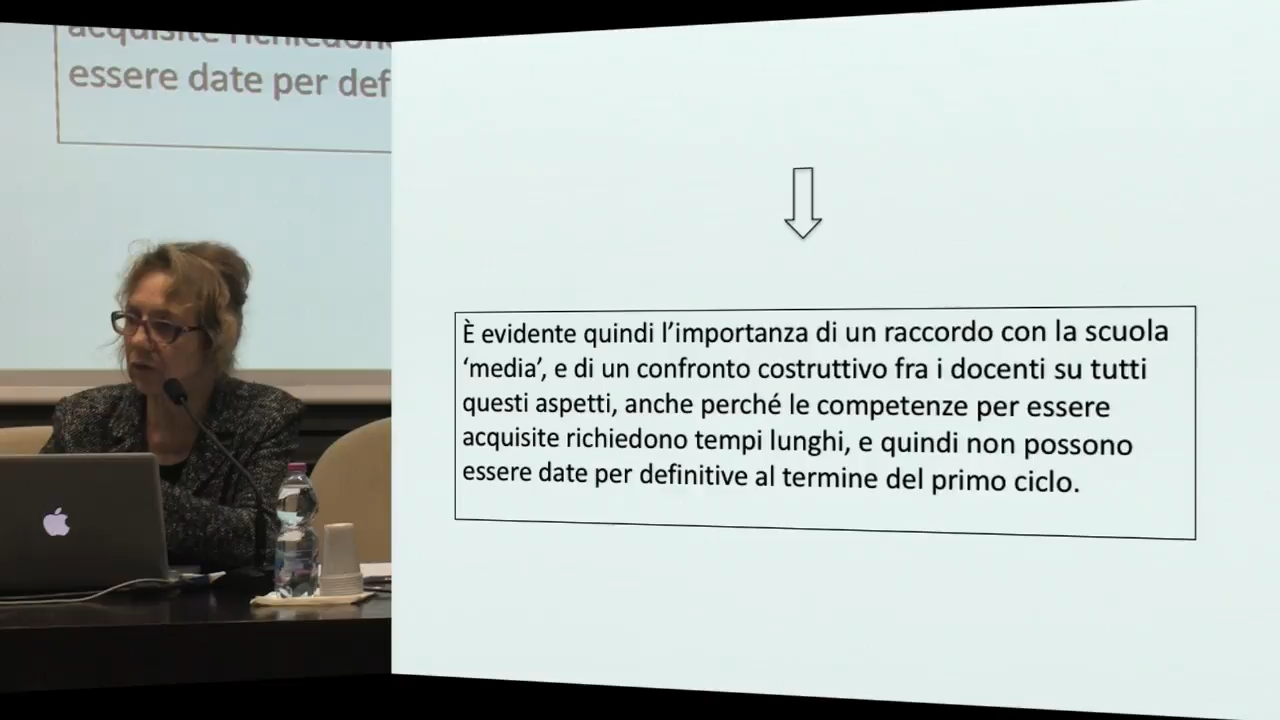 acquisite richiedono
essere date per def
È evidente quindi l’importanza di un raccordo con la scuola
‘media’, e di un confronto costruttivo fra i docenti su tutti
questi aspetti, anche perché le competenze per essere
acquisite richiedono tempi lunghi, e quindi non possono
essere date per definitive al termine del primo ciclo.